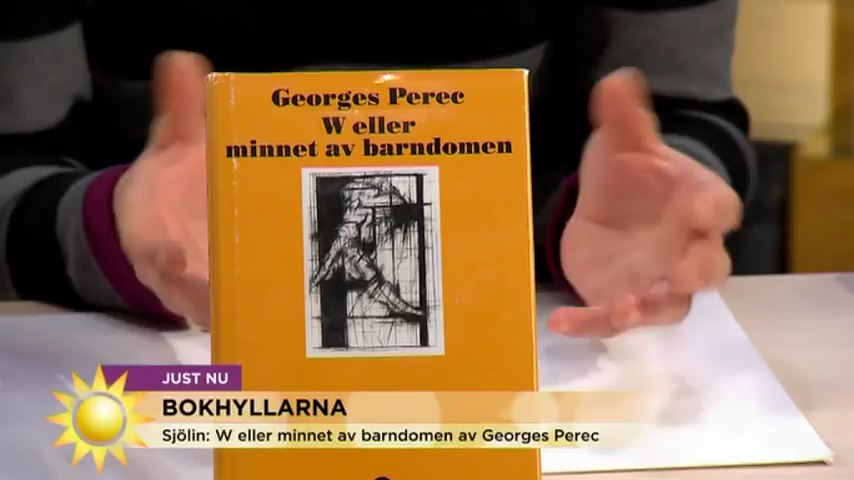 Georges Perec
W eller
minnet av barndomen
JUST NU
BOKHYLLARNA
Sjölin: W eller minnet av barndomen av Georges Perec